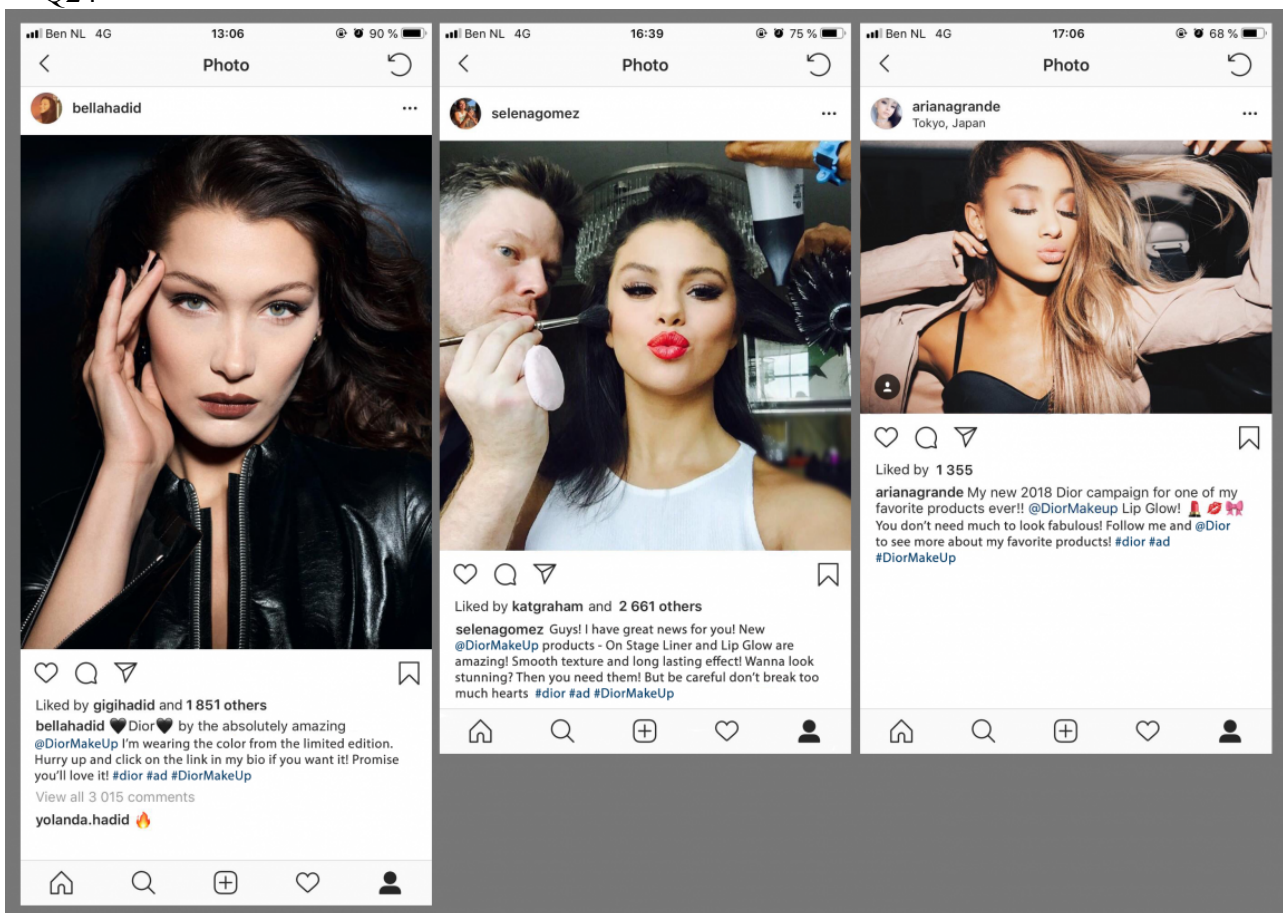 Q24
Ben NL 4G 13:06 90 %
Photo
bellahadid
Liked by gigihadid and 1 851 others
bellahadid 🖤Dior🖤 by the absolutely amazing
@DiorMakeUp I'm wearing the color from the limited edition.
Hurry up and click on the link in my bio if you want it! Promise
you'll love it! #dior #ad #DiorMakeUp
View all 3 015 comments
yolanda.hadid 🔥
Ben NL 4G 16:39 75 %
Photo
selenagomez
Liked by katgraham and 2 661 others
selenagomez Guys! I have great news for you! New
@DiorMakeUp products - On Stage Liner and Lip Glow are
amazing! Smooth texture and long lasting effect! Wanna look
stunning? Then you need them! But be careful don't break too
much hearts #dior #ad #DiorMakeUp
Ben NL 4G 17:06 68 %
Photo
arianagrande
Tokyo, Japan
Liked by 1 355
arianagrande My new 2018 Dior campaign for one of my
favorite products ever!! @DiorMakeup Lip Glow! 💄💋🎀
You don't need much to look fabulous! Follow me and @Dior
to see more about my favorite products! #dior #ad
#DiorMakeUp